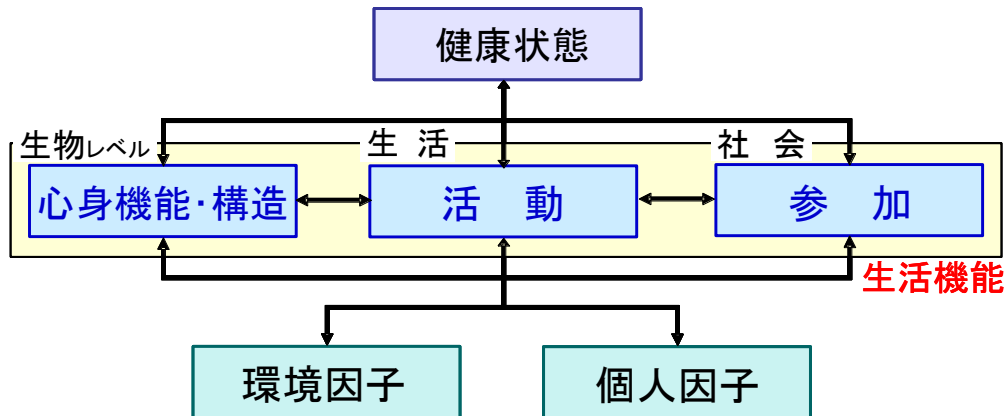 健康状態
生物レベル
生 活
社 会
心身機能･構造
活 動
参 加
生活機能
環境因子
個人因子